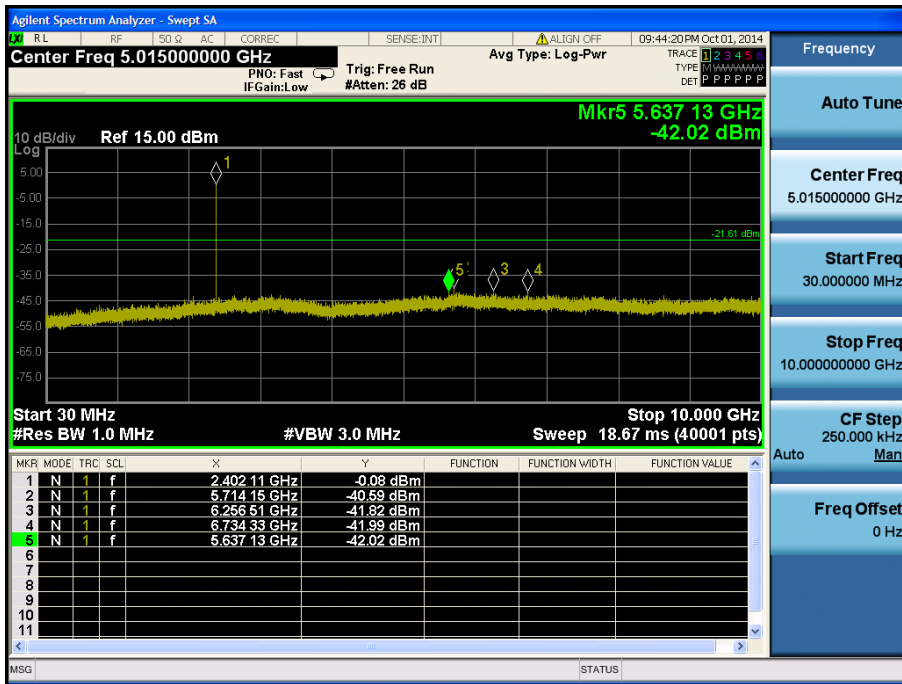 Agilent Spectrum Analyzer - Swept SA
LXI RL RF 50 Ω AC CORREC SENSE:INT ALIGN OFF 09:44:20PM Oct 01, 2014
Center Freq 5.015000000 GHz
PNO: Fast
IFGain:Low
Trig: Free Run
#Atten: 26 dB
Avg Type: Log-Pwr
TRACE 1 2 3 4 5 6
TYPE MWWWWW
DET P P P P P P
Mkr5 5.637 13 GHz
-42.02 dBm
10 dB/div Ref 15.00 dBm
Log
5.00
-5.00
-15.0
-25.0
-35.0
-45.0
-55.0
-65.0
-75.0
1
-21.61 dBm
5 3 4
Start 30 MHz Stop 10.000 GHz
#Res BW 1.0 MHz #VBW 3.0 MHz Sweep 18.67 ms (40001 pts)
MKR MODE TRC SCL X Y FUNCTION FUNCTION WIDTH FUNCTION VALUE
1 N 1 f 2.402 11 GHz -0.08 dBm
2 N 1 f 5.714 15 GHz -40.59 dBm
3 N 1 f 6.256 51 GHz -41.82 dBm
4 N 1 f 6.734 33 GHz -41.99 dBm
5 N 1 f 5.637 13 GHz -42.02 dBm
6
7
8
9
10
11
MSG STATUS
Frequency
Auto Tune
Center Freq
5.015000000 GHz
Start Freq
30.000000 MHz
Stop Freq
10.000000000 GHz
CF Step
250.000 kHz
Auto Man
Freq Offset
0 Hz